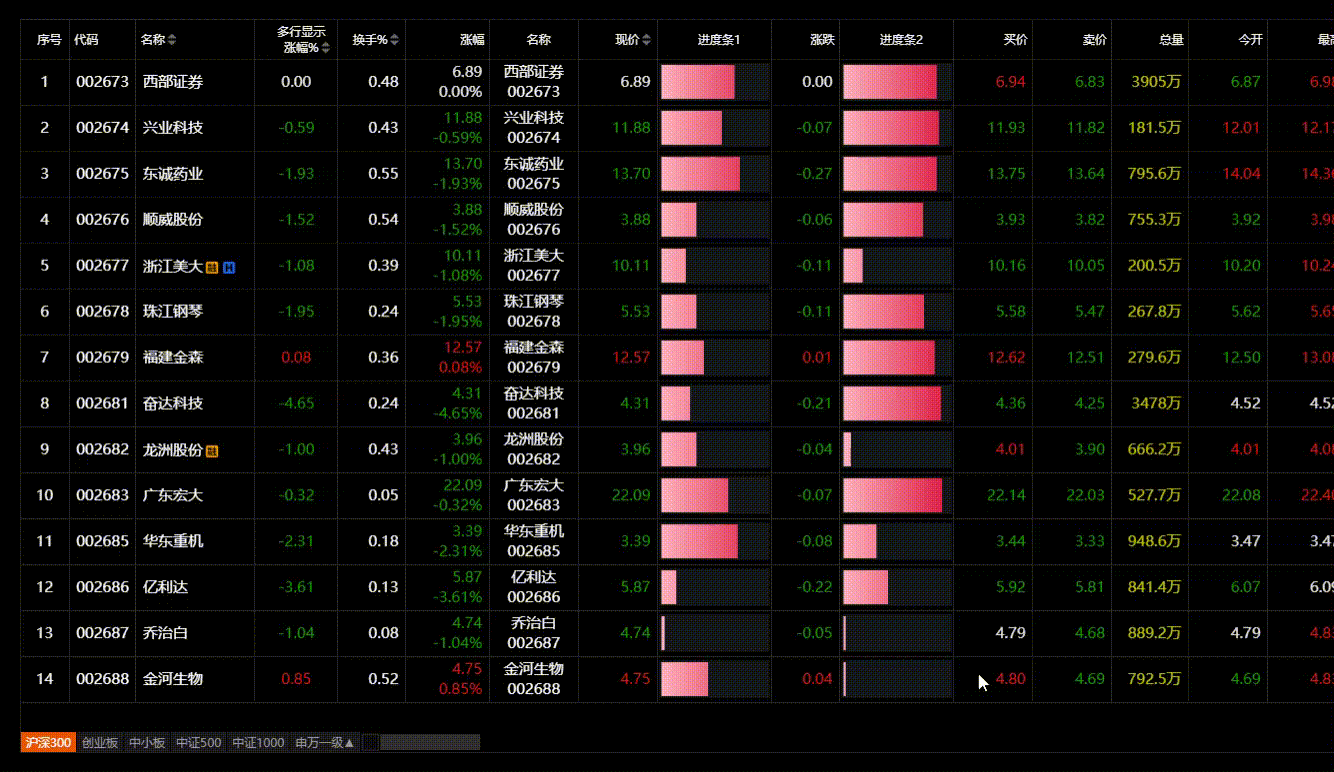 序号 代码 名称 多行显示 涨幅% 换手% 涨幅 名称 现价 进度条1 涨跌 进度条2 买价 卖价 总量 今开 最
1 002673 西部证券 0.00 0.48 6.89 0.00% 西部证券 002673 6.89 0.00 6.94 6.83 3905万 6.87 6.98
2 002674 兴业科技 -0.59 0.43 11.88 -0.59% 兴业科技 002674 11.88 -0.07 11.93 11.82 181.5万 12.01 12.1
3 002675 东诚药业 -1.93 0.55 13.70 -1.93% 东诚药业 002675 13.70 -0.27 13.75 13.64 795.6万 14.04 14.3
4 002676 顺威股份 -1.52 0.54 3.88 -1.52% 顺威股份 002676 3.88 -0.06 3.93 3.82 755.3万 3.92 3.9
5 002677 浙江美大 融 H -1.08 0.39 10.11 -1.08% 浙江美大 002677 10.11 -0.11 10.16 10.05 200.5万 10.20 10.2
6 002678 珠江钢琴 -1.95 0.24 5.53 -1.95% 珠江钢琴 002678 5.53 -0.11 5.58 5.47 267.8万 5.62 5.6
7 002679 福建金森 0.08 0.36 12.57 0.08% 福建金森 002679 12.57 0.01 12.62 12.51 279.6万 12.50 13.0
8 002681 奋达科技 -4.65 0.24 4.31 -4.65% 奋达科技 002681 4.31 -0.21 4.36 4.25 3478万 4.52 4.52
9 002682 龙洲股份 融 -1.00 0.43 3.96 -1.00% 龙洲股份 002682 3.96 -0.04 4.01 3.90 666.2万 4.01 4.0
10 002683 广东宏大 -0.32 0.05 22.09 -0.32% 广东宏大 002683 22.09 -0.07 22.14 22.03 527.7万 22.08 22.4
11 002685 华东重机 -2.31 0.18 3.39 -2.31% 华东重机 002685 3.39 -0.08 3.44 3.33 948.6万 3.47 3.47
12 002686 亿利达 -3.61 0.13 5.87 -3.61% 亿利达 002686 5.87 -0.22 5.92 5.81 841.4万 6.07 6.09
13 002687 乔治白 -1.04 0.08 4.74 -1.04% 乔治白 002687 4.74 -0.05 4.79 4.68 889.2万 4.79 4.8
14 002688 金河生物 0.85 0.52 4.75 0.85% 金河生物 002688 4.75 0.04 4.80 4.69 792.5万 4.69 4.8
沪深300 创业板 中小板 中证500 中证1000 申万一级▲